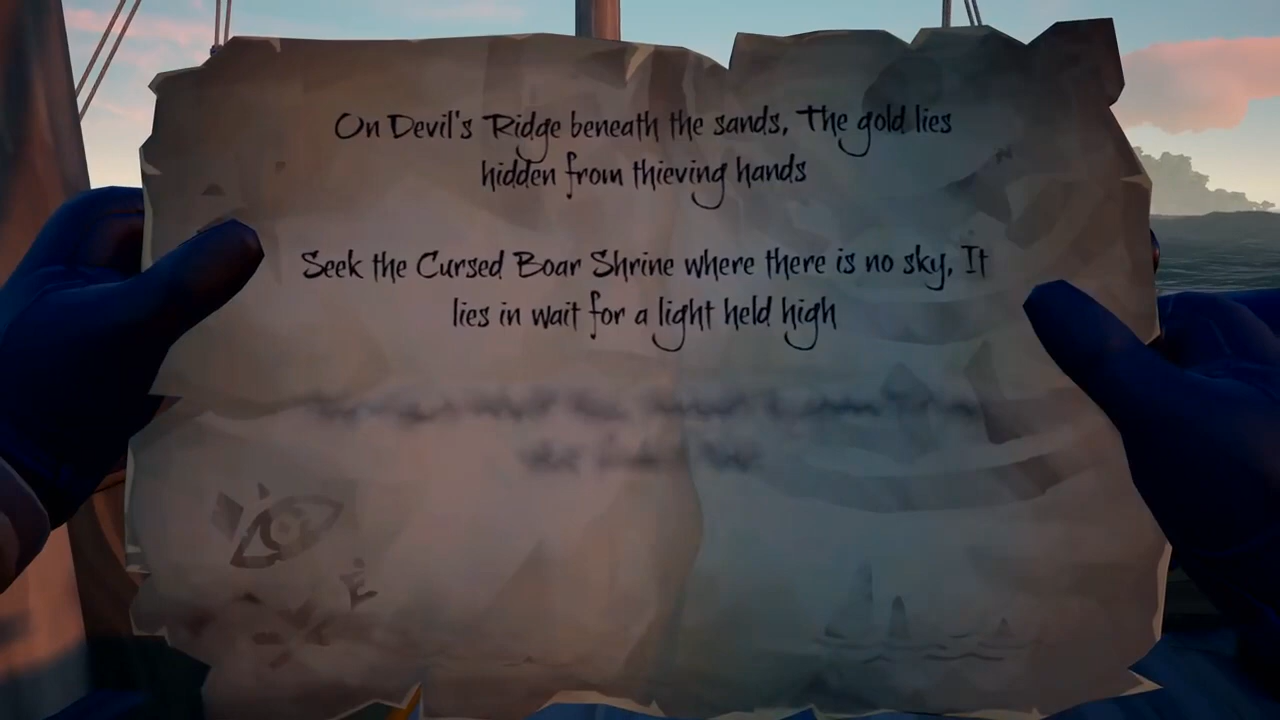 On Devil's Ridge beneath the sands, The gold lies
hidden from thieving hands
Seek the Cursed Boar Shrine where there is no sky, It
lies in wait for a light held high